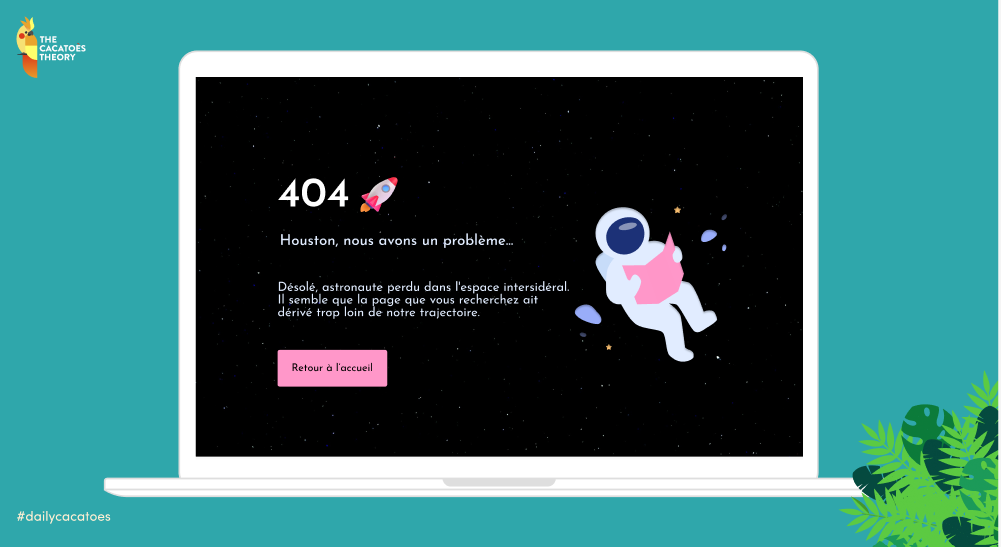 THE
CACATOES
THEORY
404
Houston, nous avons un problème...
Désolé, astronaute perdu dans l'espace intersidéral.
Il semble que la page que vous recherchez ait
dérivé trop loin de notre trajectoire.
Retour à l'accueil
#dailycacatoes